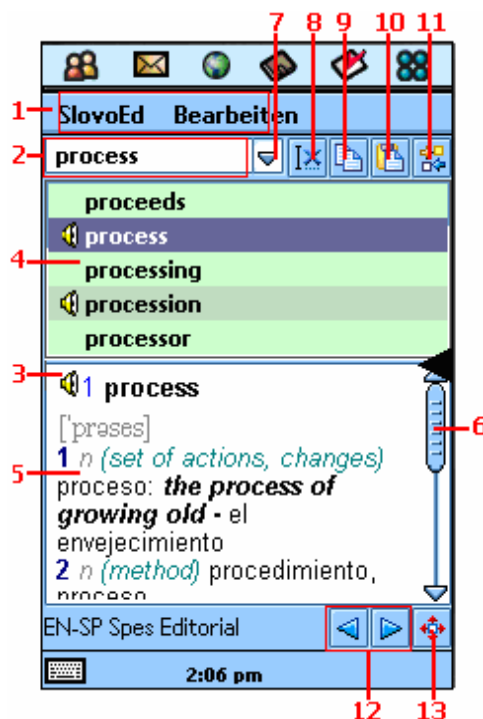 7 8 9 10 11
1 SlovoEd Bearbeiten
2 process
proceeds
process
4 processing
procession
processor
3 1 process
['prəses]
6
1 n (set of actions, changes)
5 proceso: the process of
growing old - el
envejecimiento
2 n (method) procedimiento,
proceso
EN-SP Spes Editorial
2:06 pm
12 13